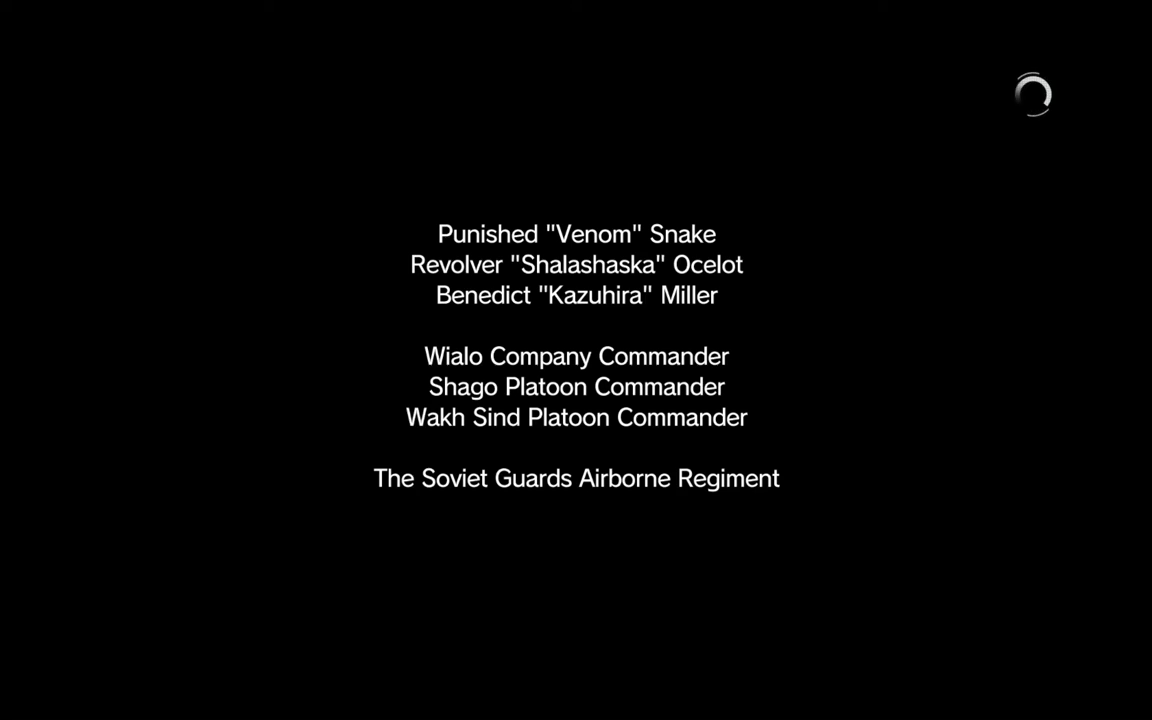 Punished "Venom" Snake
Revolver "Shalashaska" Ocelot
Benedict "Kazuhira" Miller
Wialo Company Commander
Shago Platoon Commander
Wakh Sind Platoon Commander
The Soviet Guards Airborne Regiment